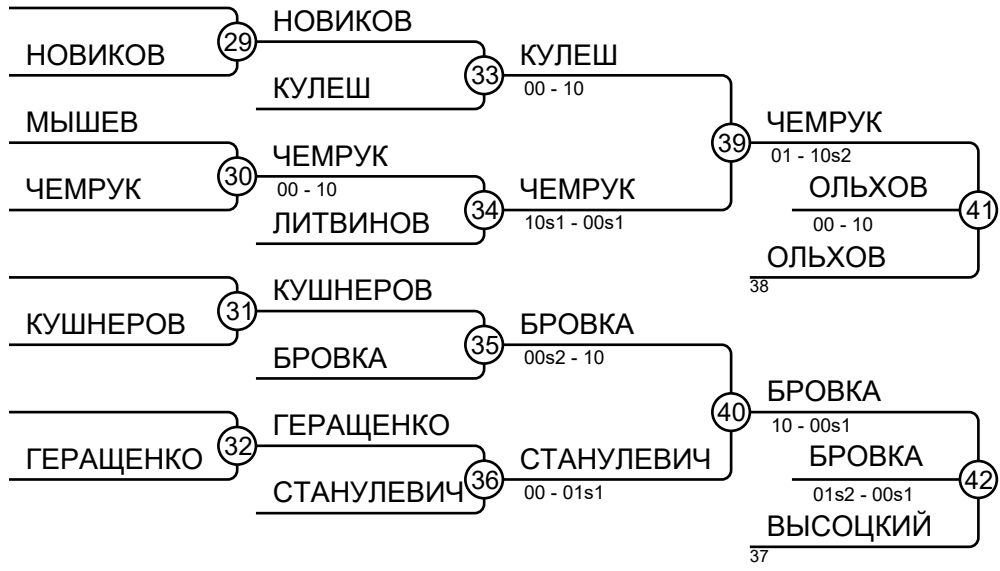 НОВИКОВ
29
НОВИКОВ
КУЛЕШ
33
КУЛЕШ
00 - 10
МЫШЕВ
ЧЕМРУК
30
ЧЕМРУК
00 - 10
ЛИТВИНОВ
34
ЧЕМРУК
10s1 - 00s1
39
ЧЕМРУК
01 - 10s2
ОЛЬХОВ
00 - 10
41
ОЛЬХОВ
38
КУШНЕРОВ
31
КУШНЕРОВ
БРОВКА
35
БРОВКА
00s2 - 10
ГЕРАЩЕНКО
32
ГЕРАЩЕНКО
СТАНУЛЕВИЧ
36
СТАНУЛЕВИЧ
00 - 01s1
40
БРОВКА
10 - 00s1
БРОВКА
01s2 - 00s1
42
ВЫСОЦКИЙ
37